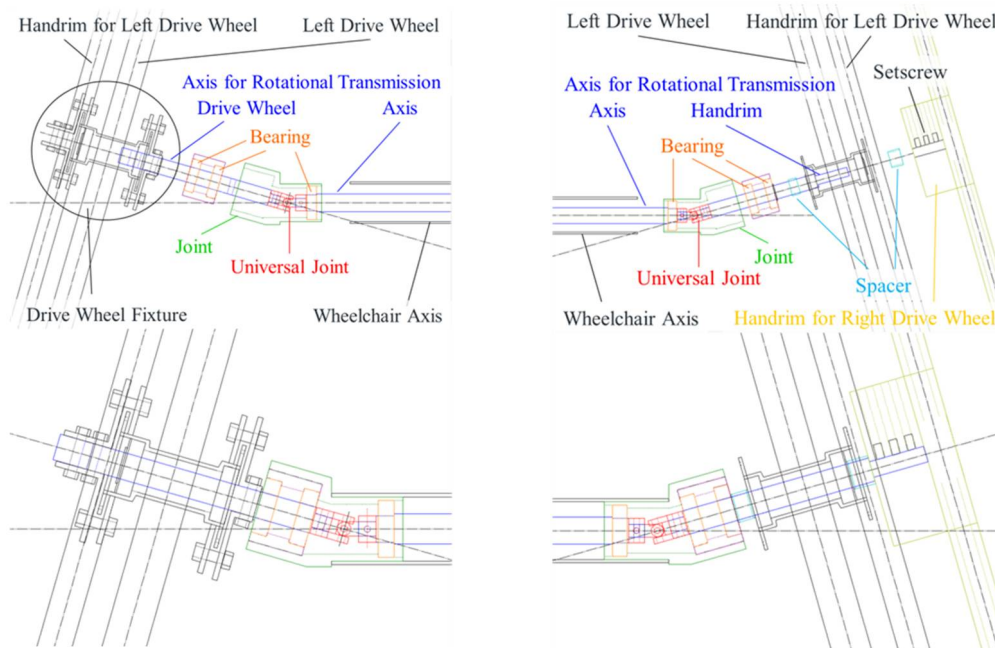 Handrim for Left Drive Wheel
Left Drive Wheel
Axis for Rotational Transmission
Drive Wheel
Axis
Bearing
Joint
Universal Joint
Drive Wheel Fixture
Wheelchair Axis
Left Drive Wheel
Handrim for Left Drive Wheel
Setscrew
Axis for Rotational Transmission
Axis
Handrim
Bearing
Joint
Universal Joint
Spacer
Wheelchair Axis
Handrim for Right Drive Wheel